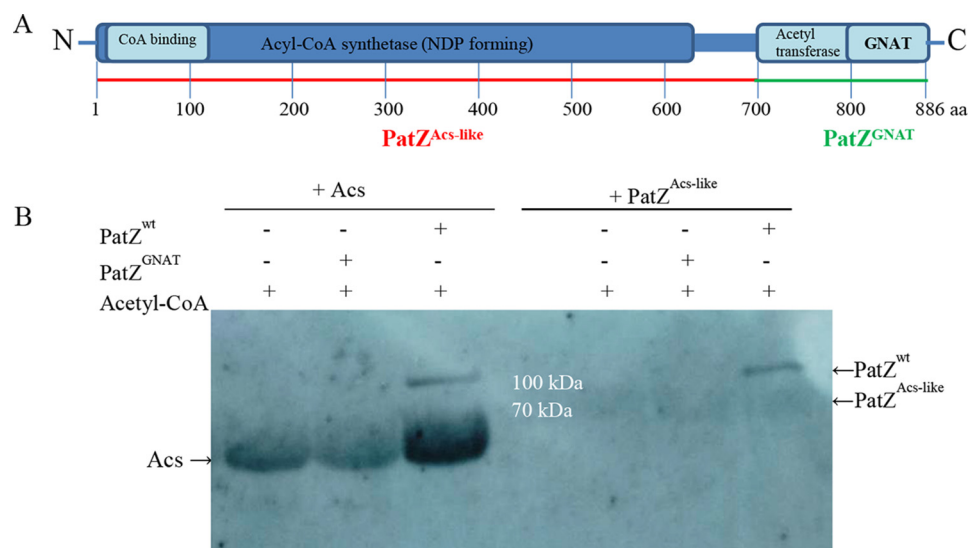 A
N CoA binding Acyl-CoA synthetase (NDP forming) Acetyl transferase GNAT C
1 100 200 300 400 500 600 700 800 886 aa
PatZAcs-like PatZGNAT
B
+ Acs + PatZAcs-like
PatZwt - - + - - +
PatZGNAT - + - - + -
Acetyl-CoA + + + + + +
←PatZwt
100 kDa
70 kDa ←PatZAcs-like
Acs→